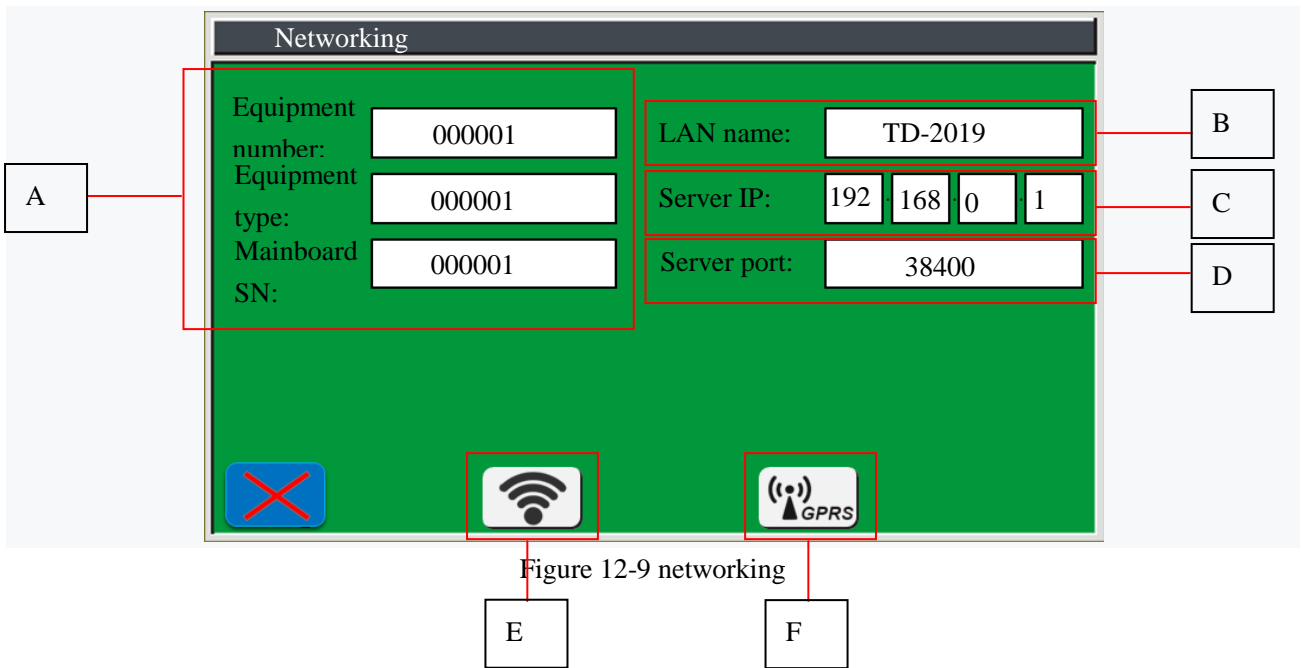 Networking
Equipment number: 000001
LAN name: TD-2019
B
A
Equipment type: 000001
Server IP: 192 . 168 . 0 . 1
C
Mainboard SN: 000001
Server port: 38400
D
GPRS
Figure 12-9 networking
E
F